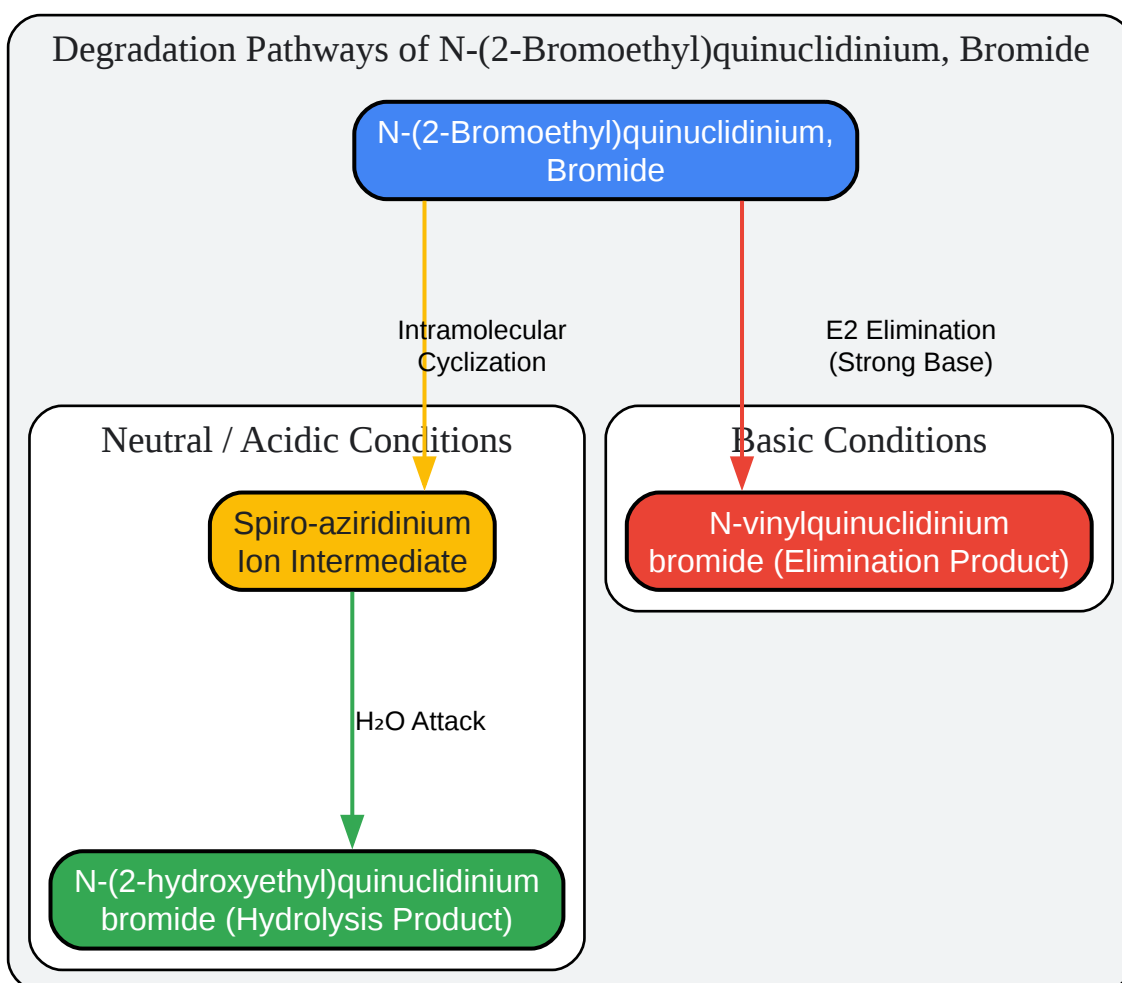 Degradation Pathways of N-(2-Bromoethyl)quinuclidinium, Bromide
N-(2-Bromoethyl)quinuclidinium,
Bromide
Intramolecular
Cyclization
E2 Elimination
(Strong Base)
Neutral / Acidic Conditions
Basic Conditions
Spiro-aziridinium
Ion Intermediate
N-vinylquinuclidinium
bromide (Elimination Product)
H₂O Attack
N-(2-hydroxyethyl)quinuclidinium
bromide (Hydrolysis Product)